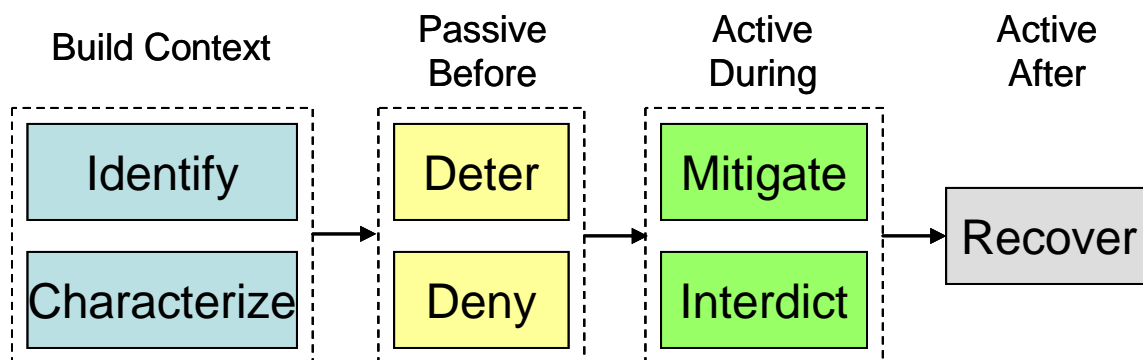 Build Context
Passive
Before
Active
During
Active
After
Identify
Deter
Mitigate
Recover
Characterize
Deny
Interdict